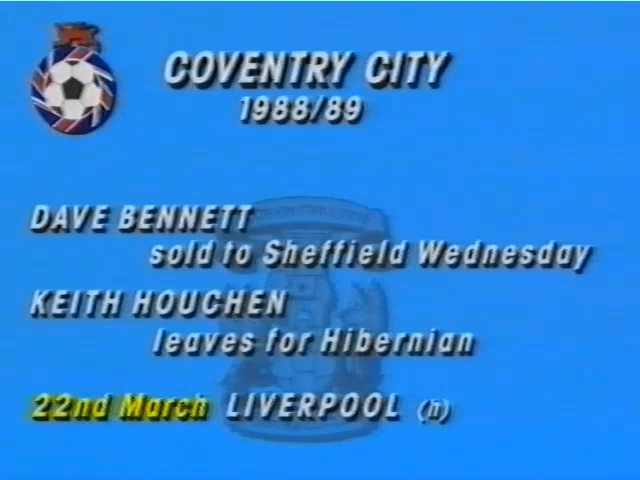 COVENTRY CITY
1988/89
DAVE BENNETT
sold to Sheffield Wednesday
KEITH HOUCHEN
leaves for Hibernian
22nd March LIVERPOOL (h)